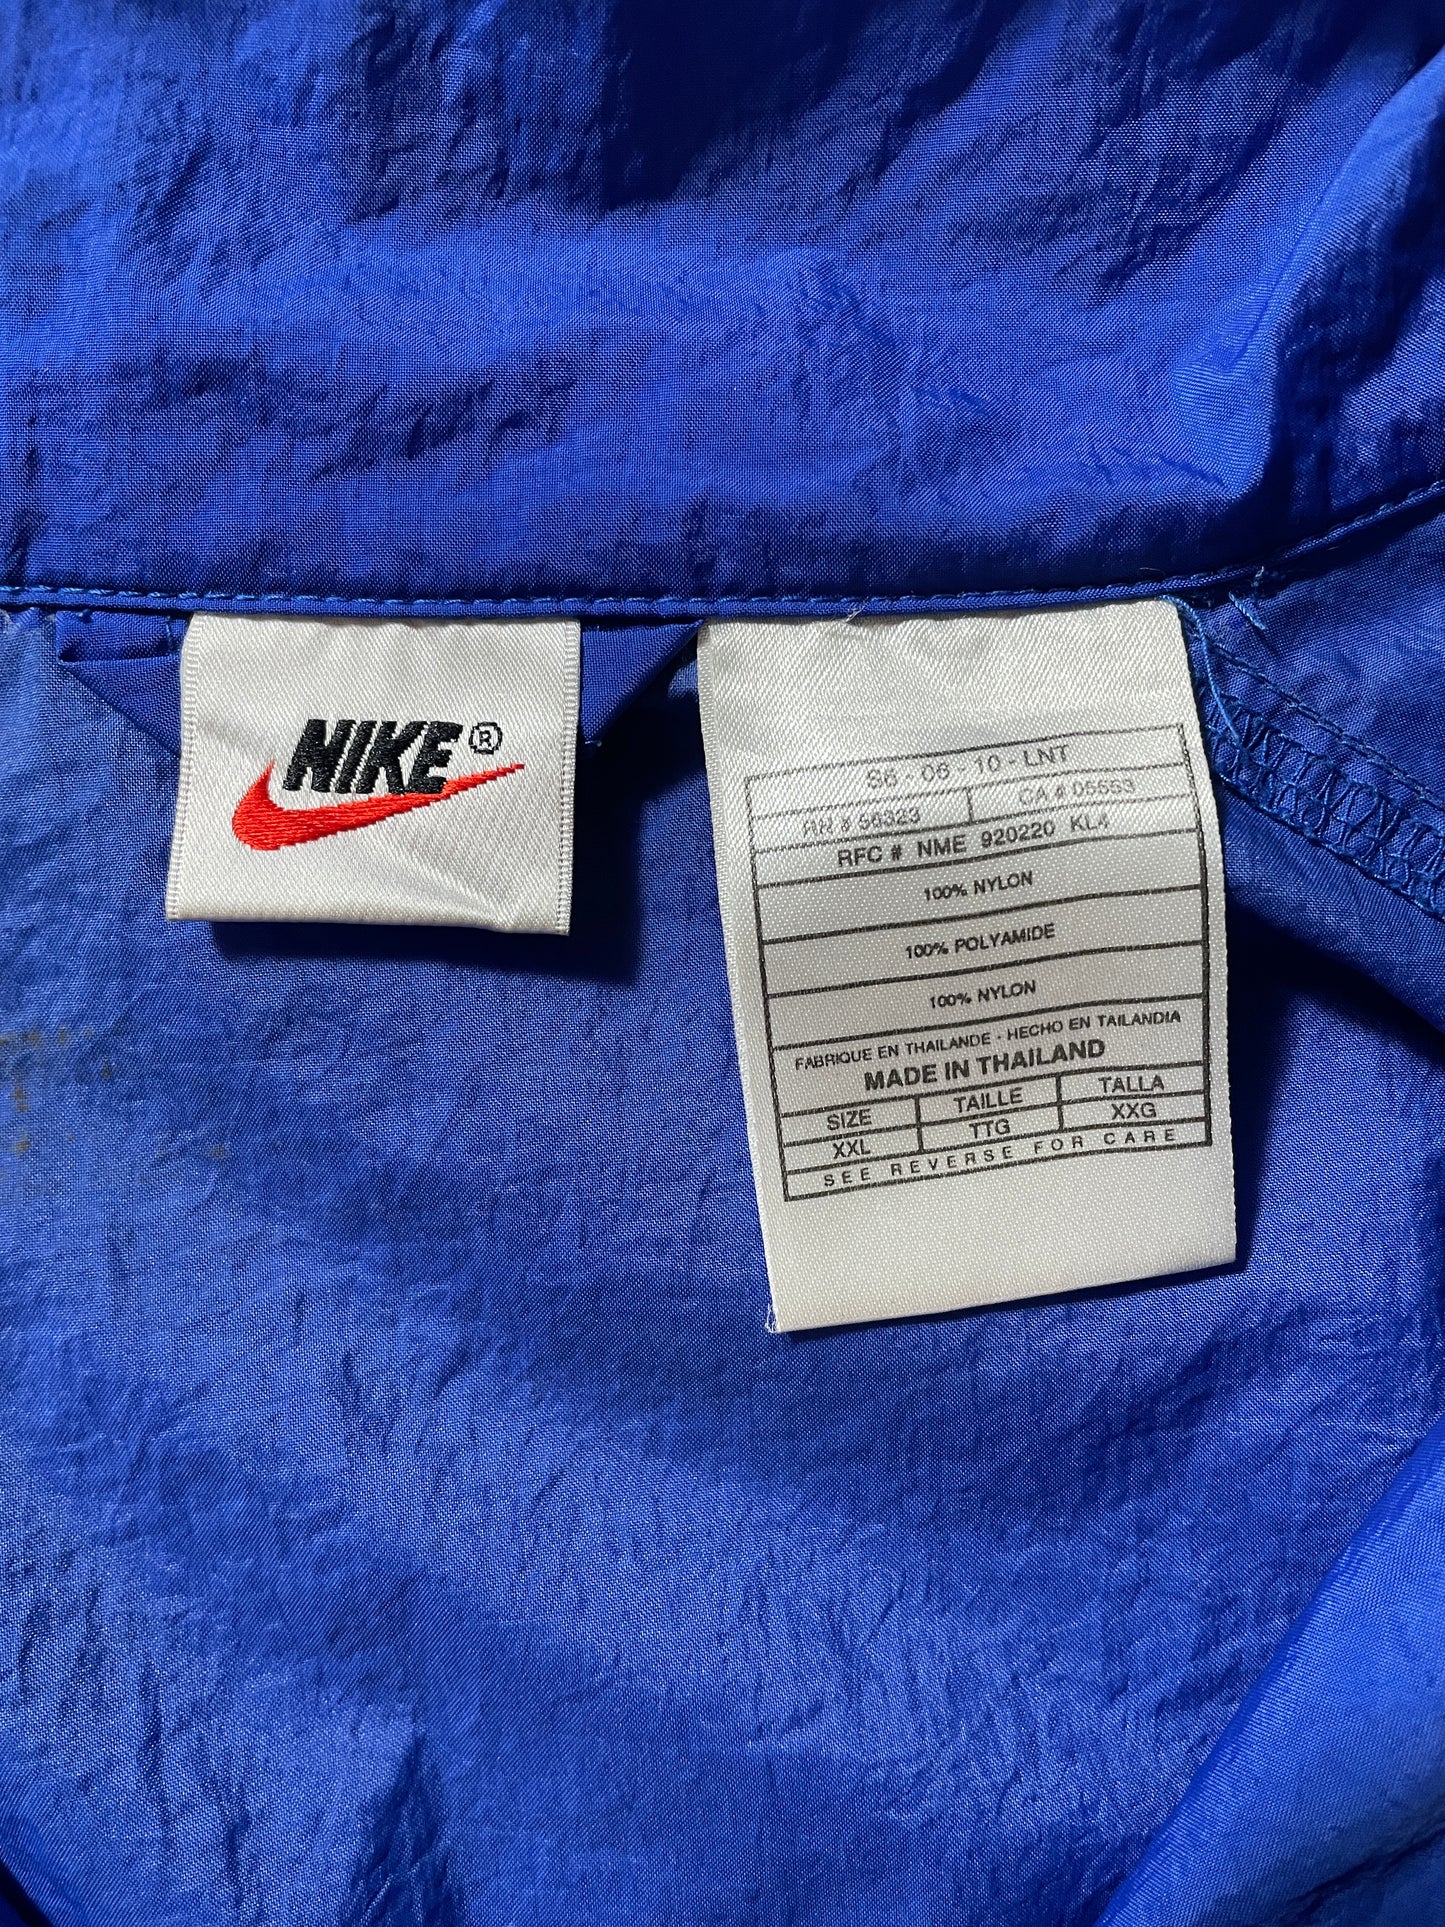 NIKE®
S6 - 06 - 10 - LNT
RN # 56323 CA # 05553
RFC # NME 920220 KL4
100% NYLON
100% POLYAMIDE
100% NYLON
FABRIQUE EN THAILANDE - HECHO EN TAILANDIA
MADE IN THAILAND
SIZE TAILLE TALLA
XXL TTG XXG
SEE REVERSE FOR CARE